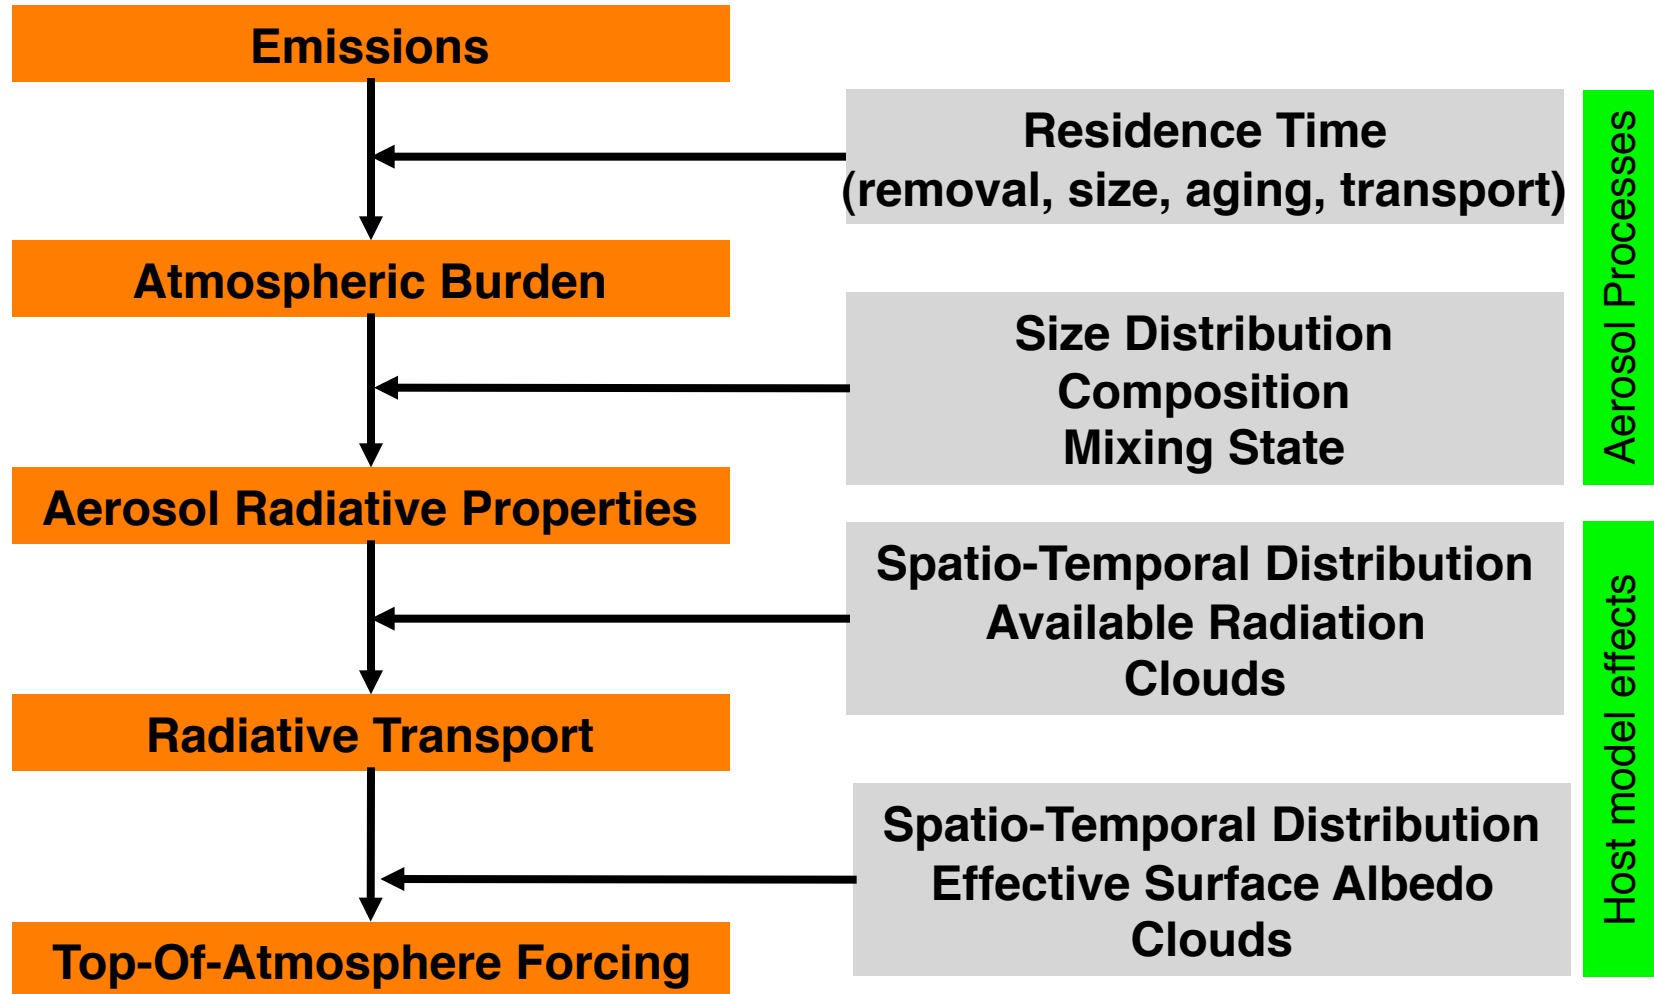 Emissions
Residence Time
(removal, size, aging, transport)
Atmospheric Burden
Size Distribution
Composition
Mixing State
Aerosol Processes
Aerosol Radiative Properties
Spatio-Temporal Distribution
Available Radiation
Clouds
Radiative Transport
Spatio-Temporal Distribution
Effective Surface Albedo
Clouds
Host model effects
Top-Of-Atmosphere Forcing